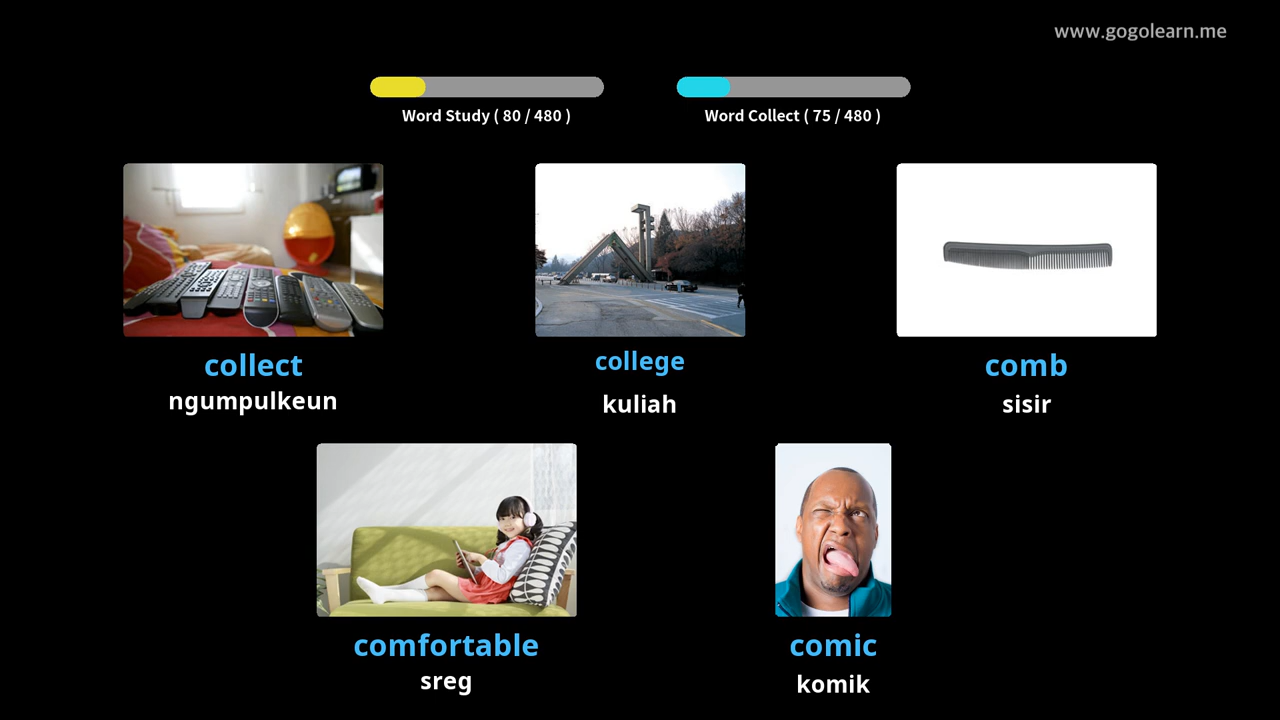 www.gogolearn.me
Word Study ( 80 / 480 )
Word Collect ( 75 / 480 )
collect
ngumpulkeun
college
kuliah
comb
sisir
comfortable
sreg
comic
komik